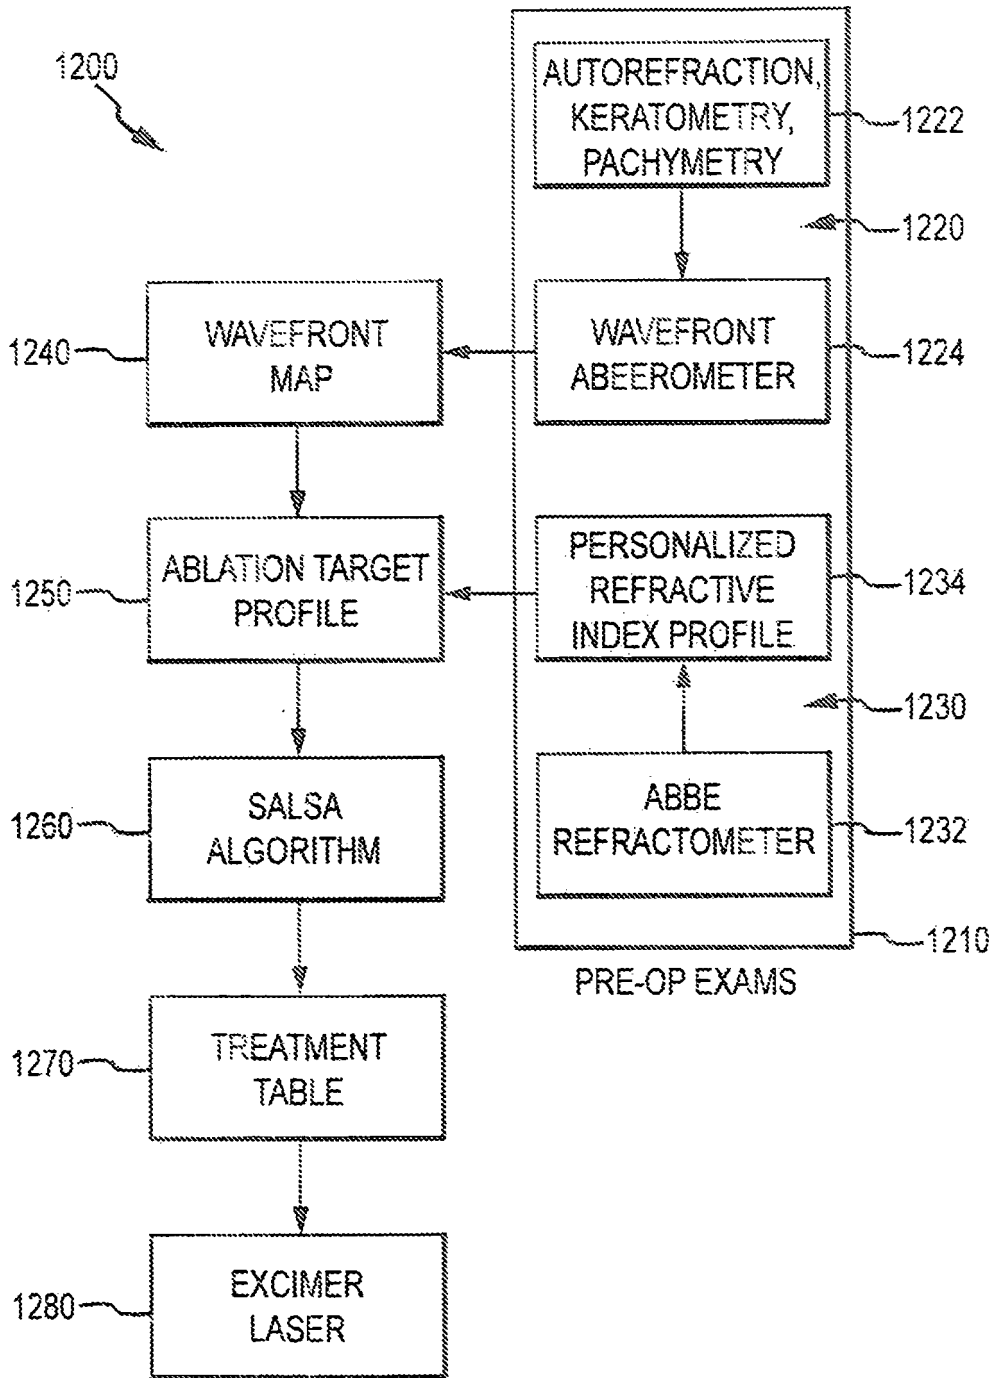 1200
AUTOREFRACTION,
KERATOMETRY,
PACHYMETRY
1222
1220
WAVEFRONT
MAP
1240
WAVEFRONT
ABEEROMETER
1224
ABLATION TARGET
PROFILE
1250
PERSONALIZED
REFRACTIVE
INDEX PROFILE
1234
1230
SALSA
ALGORITHM
1260
ABBE
REFRACTOMETER
1232
1210
PRE-OP EXAMS
TREATMENT
TABLE
1270
EXCIMER
LASER
1280